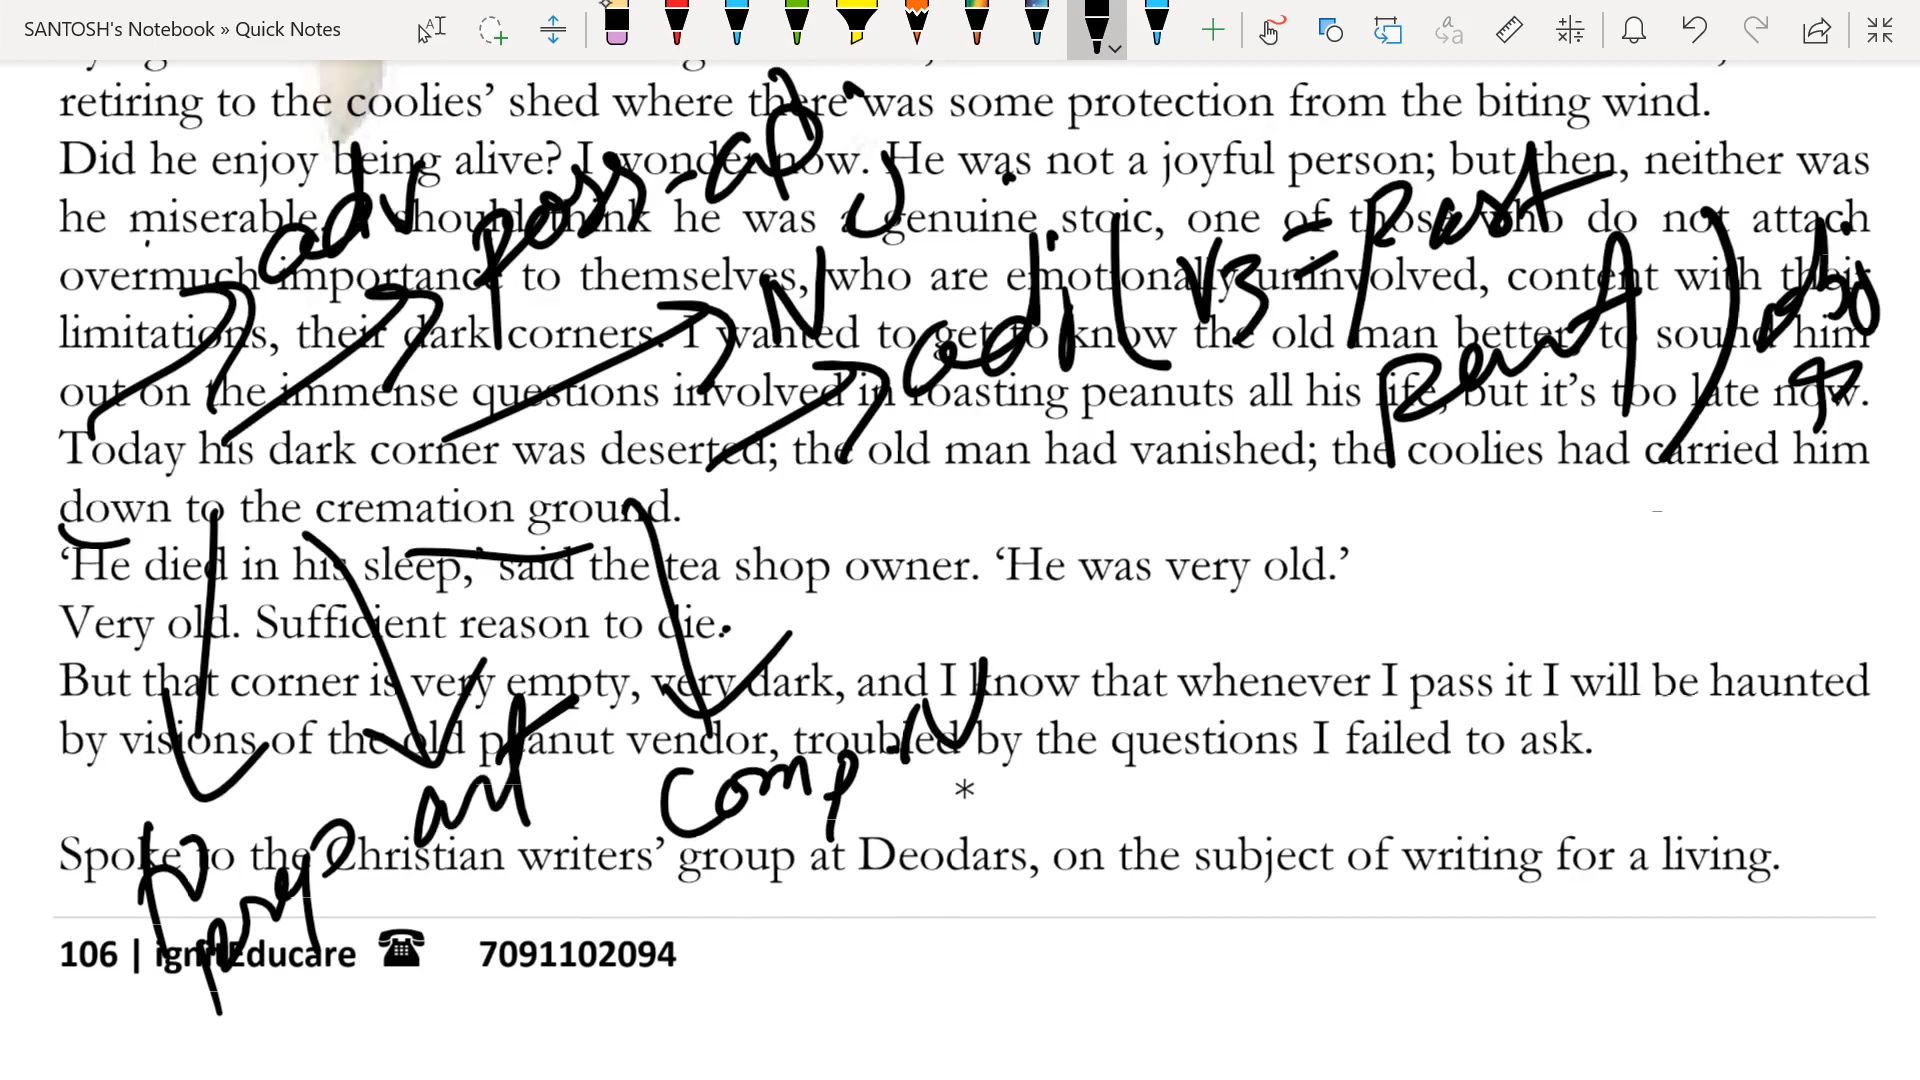 SANTOSH's Notebook » Quick Notes
retiring to the coolies’ shed where there was some protection from the biting wind.
Did he enjoy being alive? I wonder now. He was not a joyful person; but then, neither was
he miserable. I should think he was a genuine stoic, one of those who do not attach
overmuch importance to themselves, who are emotionally uninvolved, content with their
limitations, their dark corners. I wanted to get to know the old man better, to sound him
out on the immense questions involved in roasting peanuts all his life, but it’s too late now.
Today his dark corner was deserted; the old man had vanished; the coolies had carried him
down to the cremation ground.
‘He died in his sleep,’ said the tea shop owner. ‘He was very old.’
Very old. Sufficient reason to die.
But that corner is very empty, very dark, and I know that whenever I pass it I will be haunted
by visions of the old peanut vendor, troubled by the questions I failed to ask.
*
Spoke to the Christian writers’ group at Deodars, on the subject of writing for a living.
106 | ignitEducare ☎ 7091102094
adv
poss-adj
N
adj (V3 = past
part)
prep
art
comp-N